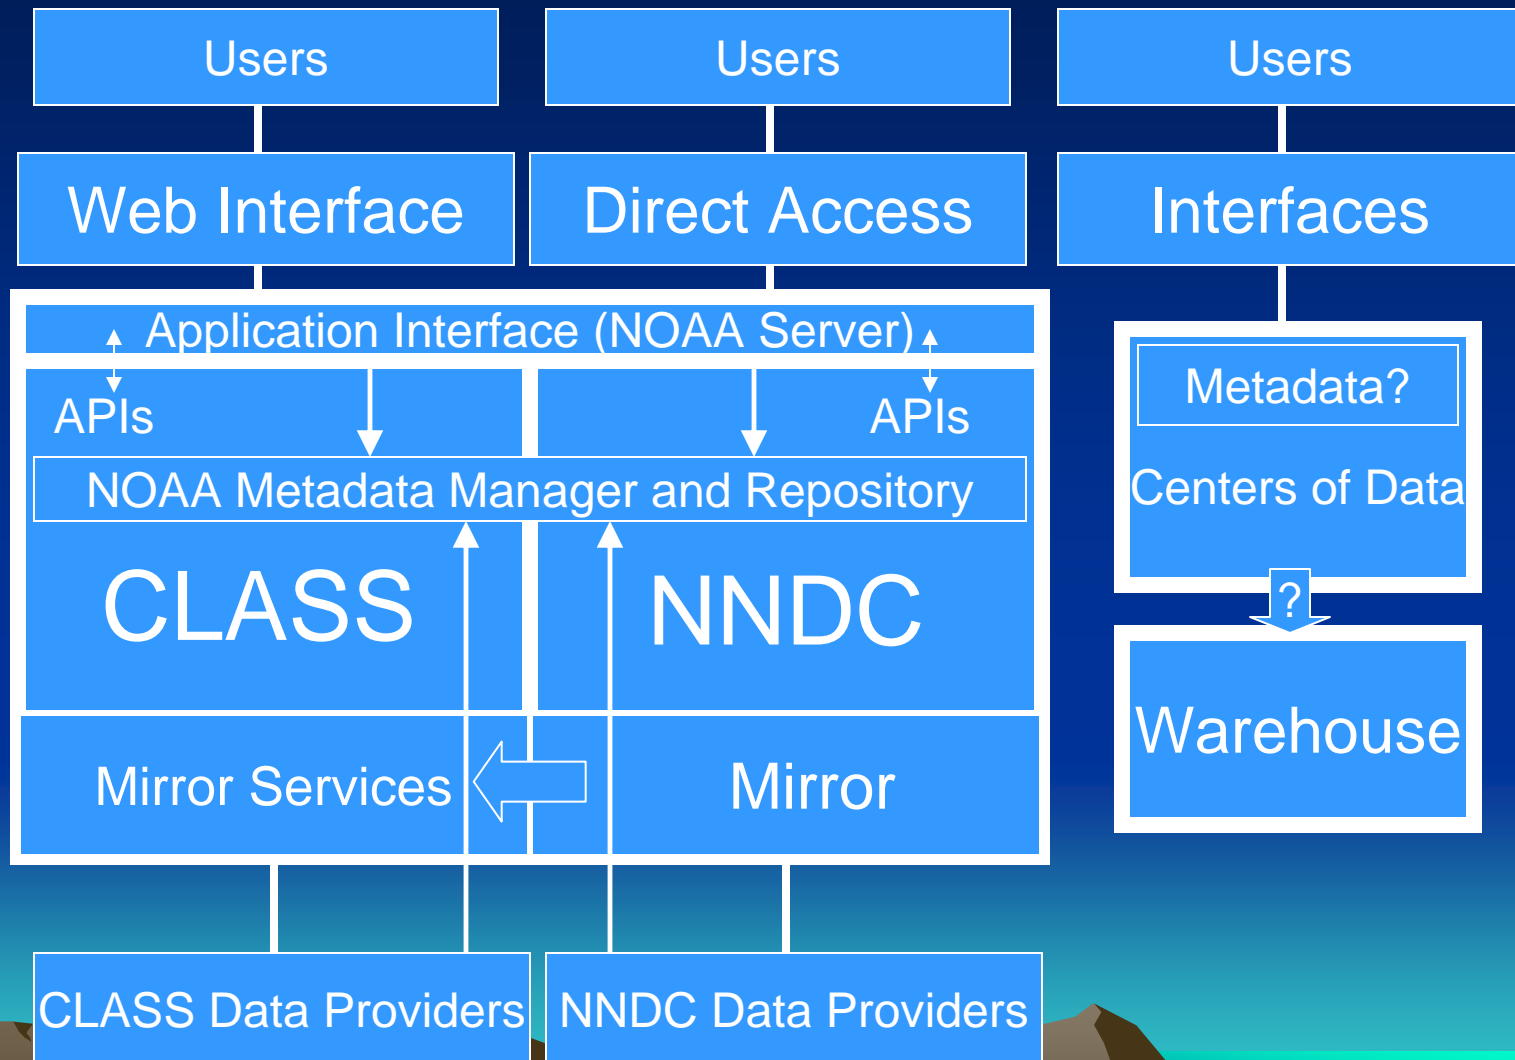 Users
Users
Users
Web Interface
Direct Access
Interfaces
Application Interface (NOAA Server)
APIs
APIs
NOAA Metadata Manager and Repository
CLASS
NNDC
Mirror Services
Mirror
CLASS Data Providers
NNDC Data Providers
Metadata?
Centers of Data
?
Warehouse